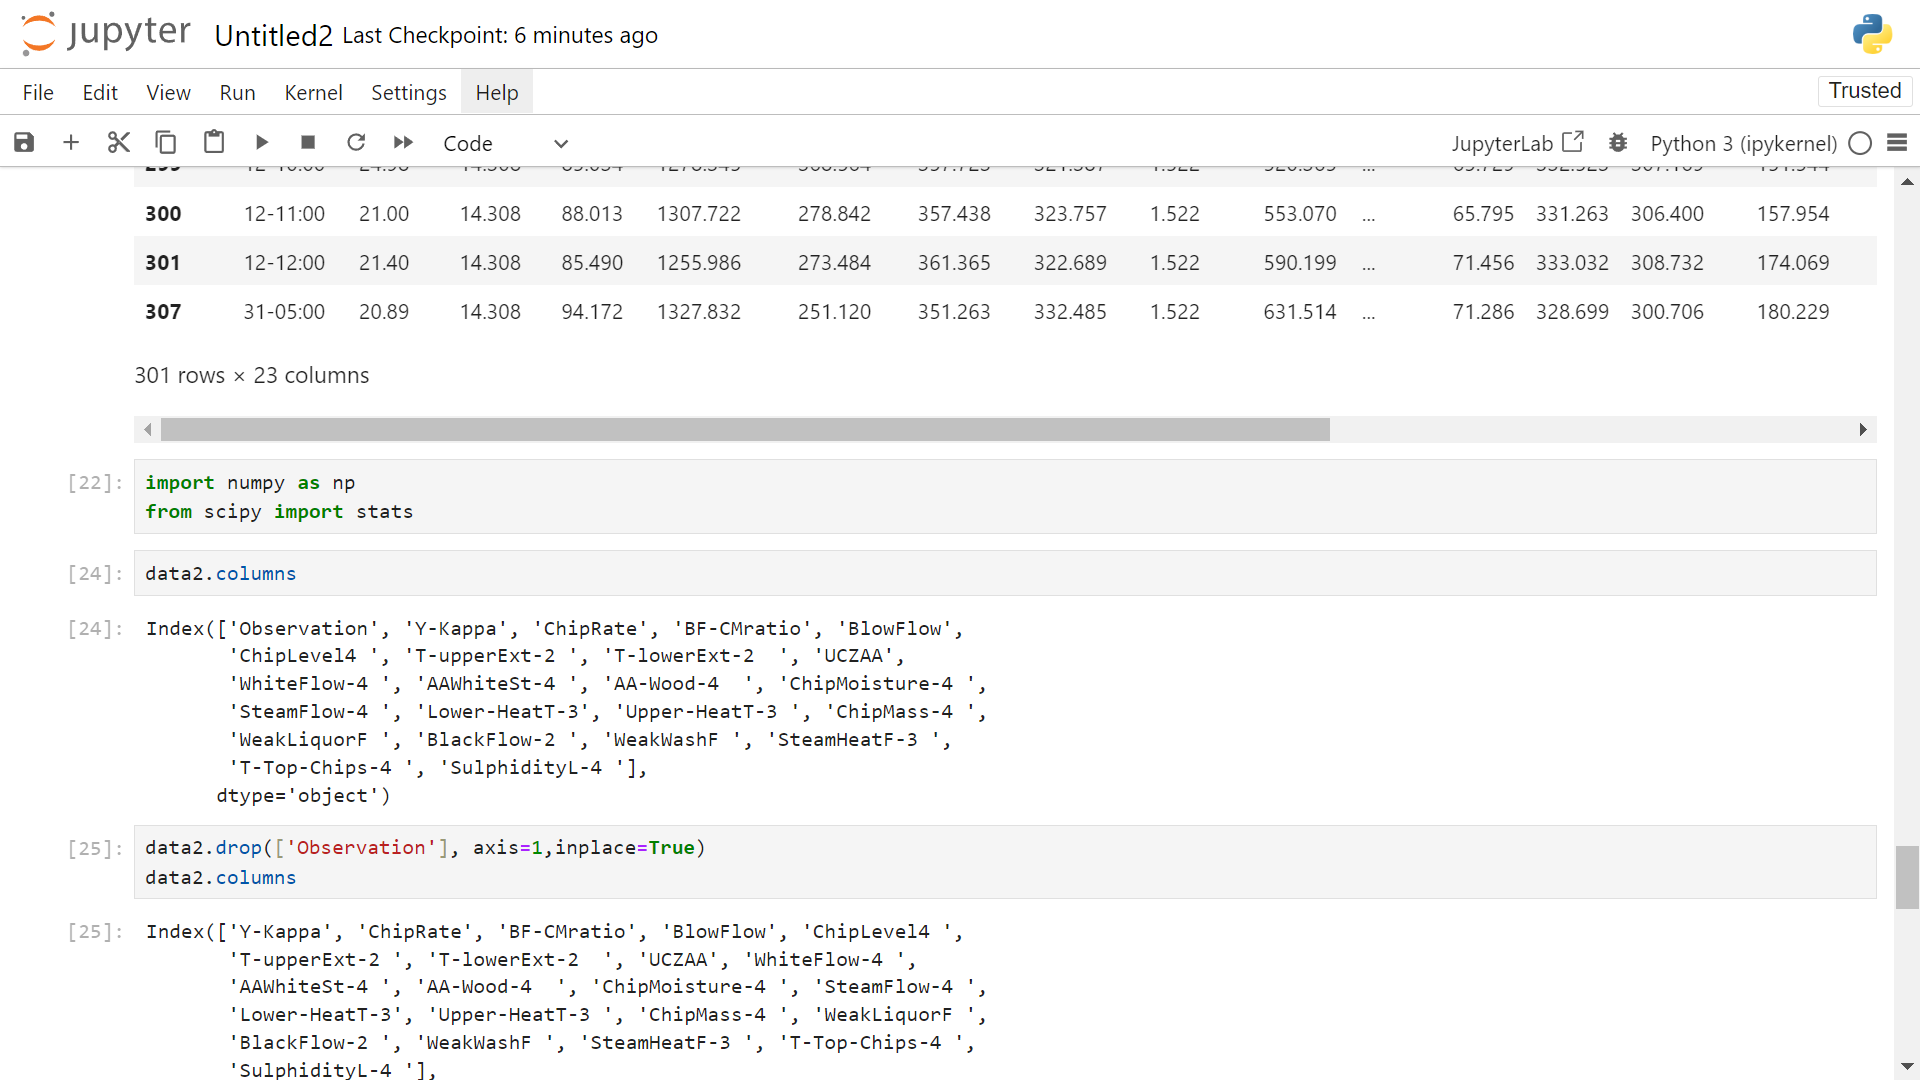 jupyter Untitled2 Last Checkpoint: 6 minutes ago
File Edit View Run Kernel Settings Help Trusted
Code JupyterLab Python 3 (ipykernel)
300 12-11:00 21.00 14.308 88.013 1307.722 278.842 357.438 323.757 1.522 553.070 ... 65.795 331.263 306.400 157.954
301 12-12:00 21.40 14.308 85.490 1255.986 273.484 361.365 322.689 1.522 590.199 ... 71.456 333.032 308.732 174.069
307 31-05:00 20.89 14.308 94.172 1327.832 251.120 351.263 332.485 1.522 631.514 ... 71.286 328.699 300.706 180.229
301 rows × 23 columns
[22]: import numpy as np
from scipy import stats
[24]: data2.columns
[24]: Index(['Observation', 'Y-Kappa', 'ChipRate', 'BF-CMratio', 'BlowFlow',
'ChipLevel4 ', 'T-upperExt-2 ', 'T-lowerExt-2  ', 'UCZAA',
'WhiteFlow-4 ', 'AAWhiteSt-4 ', 'AA-Wood-4  ', 'ChipMoisture-4 ',
'SteamFlow-4 ', 'Lower-HeatT-3', 'Upper-HeatT-3 ', 'ChipMass-4 ',
'WeakLiquorF ', 'BlackFlow-2 ', 'WeakWashF ', 'SteamHeatF-3 ',
'T-Top-Chips-4 ', 'SulphidityL-4 '],
dtype='object')
[25]: data2.drop(['Observation'], axis=1,inplace=True)
data2.columns
[25]: Index(['Y-Kappa', 'ChipRate', 'BF-CMratio', 'BlowFlow', 'ChipLevel4 ',
'T-upperExt-2 ', 'T-lowerExt-2  ', 'UCZAA', 'WhiteFlow-4 ',
'AAWhiteSt-4 ', 'AA-Wood-4  ', 'ChipMoisture-4 ', 'SteamFlow-4 ',
'Lower-HeatT-3', 'Upper-HeatT-3 ', 'ChipMass-4 ', 'WeakLiquorF ',
'BlackFlow-2 ', 'WeakWashF ', 'SteamHeatF-3 ', 'T-Top-Chips-4 ',
'SulphidityL-4 '],